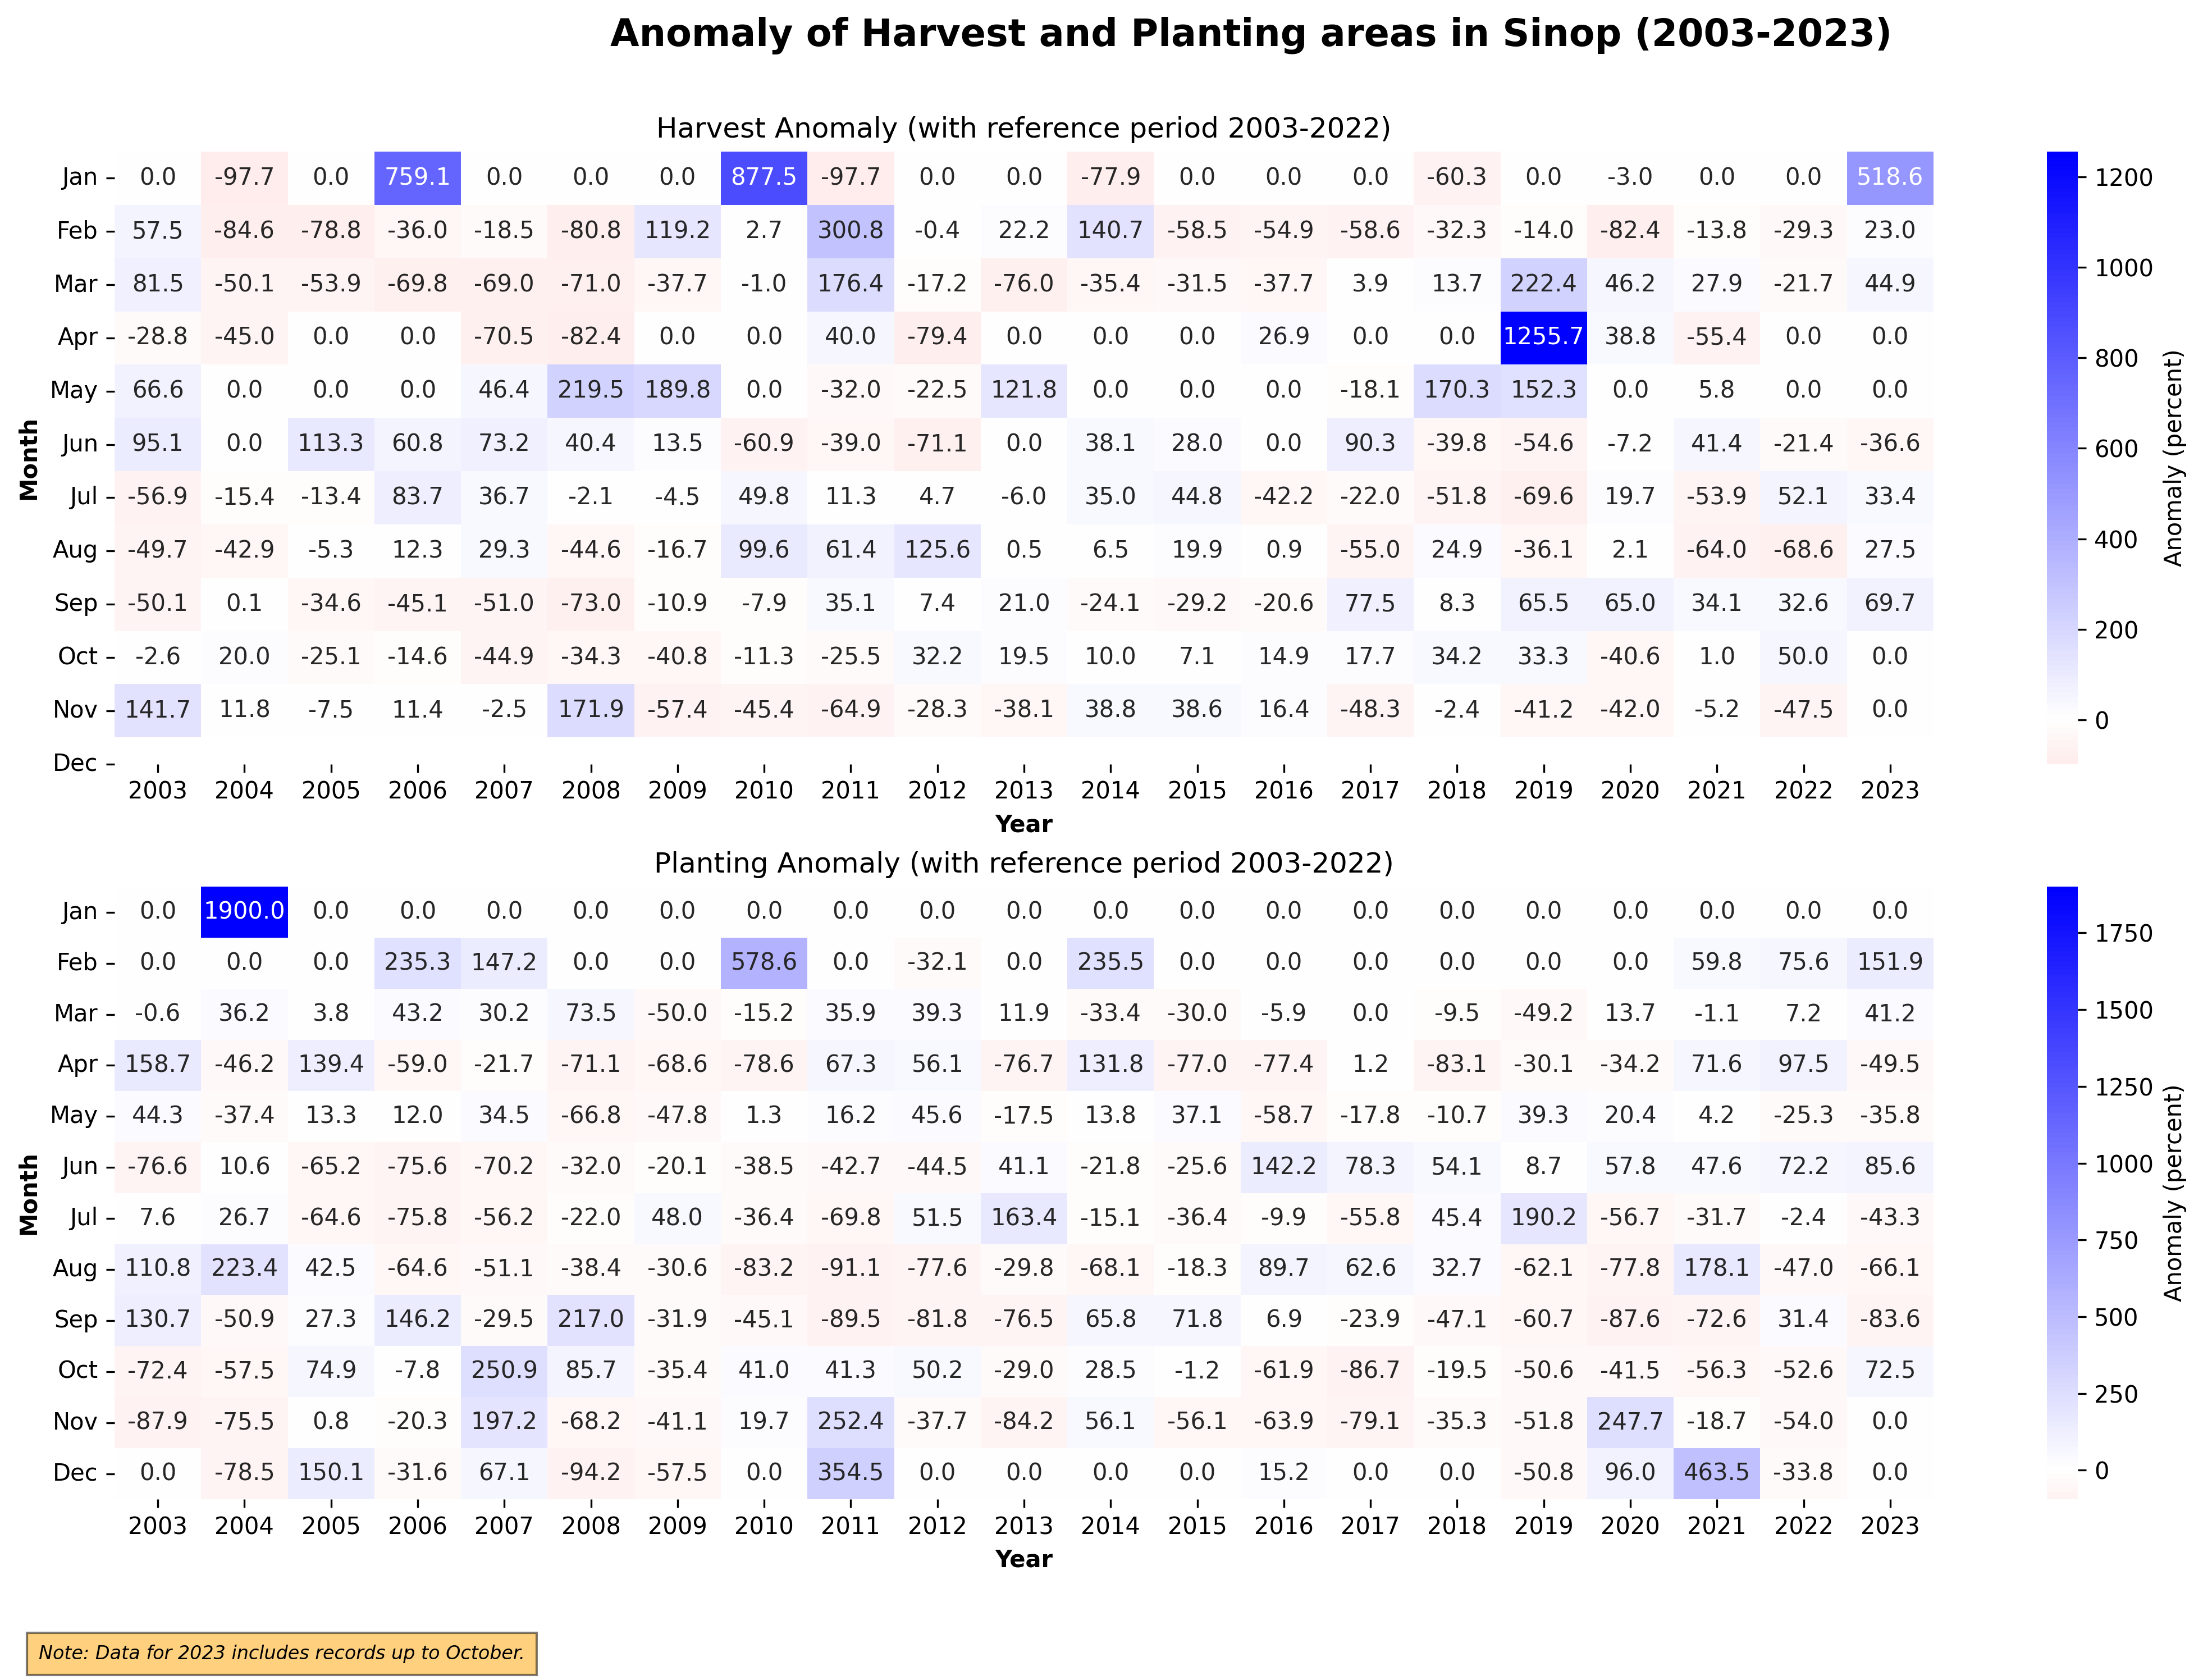 Anomaly of Harvest and Planting areas in Sinop (2003-2023)
Harvest Anomaly (with reference period 2003-2022)
Jan 0.0 -97.7 0.0 759.1 0.0 0.0 0.0 877.5 -97.7 0.0 0.0 -77.9 0.0 0.0 0.0 -60.3 0.0 -3.0 0.0 0.0 518.6
Feb 57.5 -84.6 -78.8 -36.0 -18.5 -80.8 119.2 2.7 300.8 -0.4 22.2 140.7 -58.5 -54.9 -58.6 -32.3 -14.0 -82.4 -13.8 -29.3 23.0
Mar 81.5 -50.1 -53.9 -69.8 -69.0 -71.0 -37.7 -1.0 176.4 -17.2 -76.0 -35.4 -31.5 -37.7 3.9 13.7 222.4 46.2 27.9 -21.7 44.9
Apr -28.8 -45.0 0.0 0.0 -70.5 -82.4 0.0 0.0 40.0 -79.4 0.0 0.0 0.0 26.9 0.0 0.0 1255.7 38.8 -55.4 0.0 0.0
May 66.6 0.0 0.0 0.0 46.4 219.5 189.8 0.0 -32.0 -22.5 121.8 0.0 0.0 0.0 -18.1 170.3 152.3 0.0 5.8 0.0 0.0
Jun 95.1 0.0 113.3 60.8 73.2 40.4 13.5 -60.9 -39.0 -71.1 0.0 38.1 28.0 0.0 90.3 -39.8 -54.6 -7.2 41.4 -21.4 -36.6
Jul -56.9 -15.4 -13.4 83.7 36.7 -2.1 -4.5 49.8 11.3 4.7 -6.0 35.0 44.8 -42.2 -22.0 -51.8 -69.6 19.7 -53.9 52.1 33.4
Aug -49.7 -42.9 -5.3 12.3 29.3 -44.6 -16.7 99.6 61.4 125.6 0.5 6.5 19.9 0.9 -55.0 24.9 -36.1 2.1 -64.0 -68.6 27.5
Sep -50.1 0.1 -34.6 -45.1 -51.0 -73.0 -10.9 -7.9 35.1 7.4 21.0 -24.1 -29.2 -20.6 77.5 8.3 65.5 65.0 34.1 32.6 69.7
Oct -2.6 20.0 -25.1 -14.6 -44.9 -34.3 -40.8 -11.3 -25.5 32.2 19.5 10.0 7.1 14.9 17.7 34.2 33.3 -40.6 1.0 50.0 0.0
Nov 141.7 11.8 -7.5 11.4 -2.5 171.9 -57.4 -45.4 -64.9 -28.3 -38.1 38.8 38.6 16.4 -48.3 -2.4 -41.2 -42.0 -5.2 -47.5 0.0
Dec
2003 2004 2005 2006 2007 2008 2009 2010 2011 2012 2013 2014 2015 2016 2017 2018 2019 2020 2021 2022 2023
Year
Month
1200
1000
800
600
400
200
0
Anomaly (percent)
Planting Anomaly (with reference period 2003-2022)
Jan 0.0 1900.0 0.0 0.0 0.0 0.0 0.0 0.0 0.0 0.0 0.0 0.0 0.0 0.0 0.0 0.0 0.0 0.0 0.0 0.0 0.0
Feb 0.0 0.0 0.0 235.3 147.2 0.0 0.0 578.6 0.0 -32.1 0.0 235.5 0.0 0.0 0.0 0.0 0.0 0.0 59.8 75.6 151.9
Mar -0.6 36.2 3.8 43.2 30.2 73.5 -50.0 -15.2 35.9 39.3 11.9 -33.4 -30.0 -5.9 0.0 -9.5 -49.2 13.7 -1.1 7.2 41.2
Apr 158.7 -46.2 139.4 -59.0 -21.7 -71.1 -68.6 -78.6 67.3 56.1 -76.7 131.8 -77.0 -77.4 1.2 -83.1 -30.1 -34.2 71.6 97.5 -49.5
May 44.3 -37.4 13.3 12.0 34.5 -66.8 -47.8 1.3 16.2 45.6 -17.5 13.8 37.1 -58.7 -17.8 -10.7 39.3 20.4 4.2 -25.3 -35.8
Jun -76.6 10.6 -65.2 -75.6 -70.2 -32.0 -20.1 -38.5 -42.7 -44.5 41.1 -21.8 -25.6 142.2 78.3 54.1 8.7 57.8 47.6 72.2 85.6
Jul 7.6 26.7 -64.6 -75.8 -56.2 -22.0 48.0 -36.4 -69.8 51.5 163.4 -15.1 -36.4 -9.9 -55.8 45.4 190.2 -56.7 -31.7 -2.4 -43.3
Aug 110.8 223.4 42.5 -64.6 -51.1 -38.4 -30.6 -83.2 -91.1 -77.6 -29.8 -68.1 -18.3 89.7 62.6 32.7 -62.1 -77.8 178.1 -47.0 -66.1
Sep 130.7 -50.9 27.3 146.2 -29.5 217.0 -31.9 -45.1 -89.5 -81.8 -76.5 65.8 71.8 6.9 -23.9 -47.1 -60.7 -87.6 -72.6 31.4 -83.6
Oct -72.4 -57.5 74.9 -7.8 250.9 85.7 -35.4 41.0 41.3 50.2 -29.0 28.5 -1.2 -61.9 -86.7 -19.5 -50.6 -41.5 -56.3 -52.6 72.5
Nov -87.9 -75.5 0.8 -20.3 197.2 -68.2 -41.1 19.7 252.4 -37.7 -84.2 56.1 -56.1 -63.9 -79.1 -35.3 -51.8 247.7 -18.7 -54.0 0.0
Dec 0.0 -78.5 150.1 -31.6 67.1 -94.2 -57.5 0.0 354.5 0.0 0.0 0.0 0.0 15.2 0.0 0.0 -50.8 96.0 463.5 -33.8 0.0
2003 2004 2005 2006 2007 2008 2009 2010 2011 2012 2013 2014 2015 2016 2017 2018 2019 2020 2021 2022 2023
Year
Month
1750
1500
1250
1000
750
500
250
0
Anomaly (percent)
Note: Data for 2023 includes records up to October.